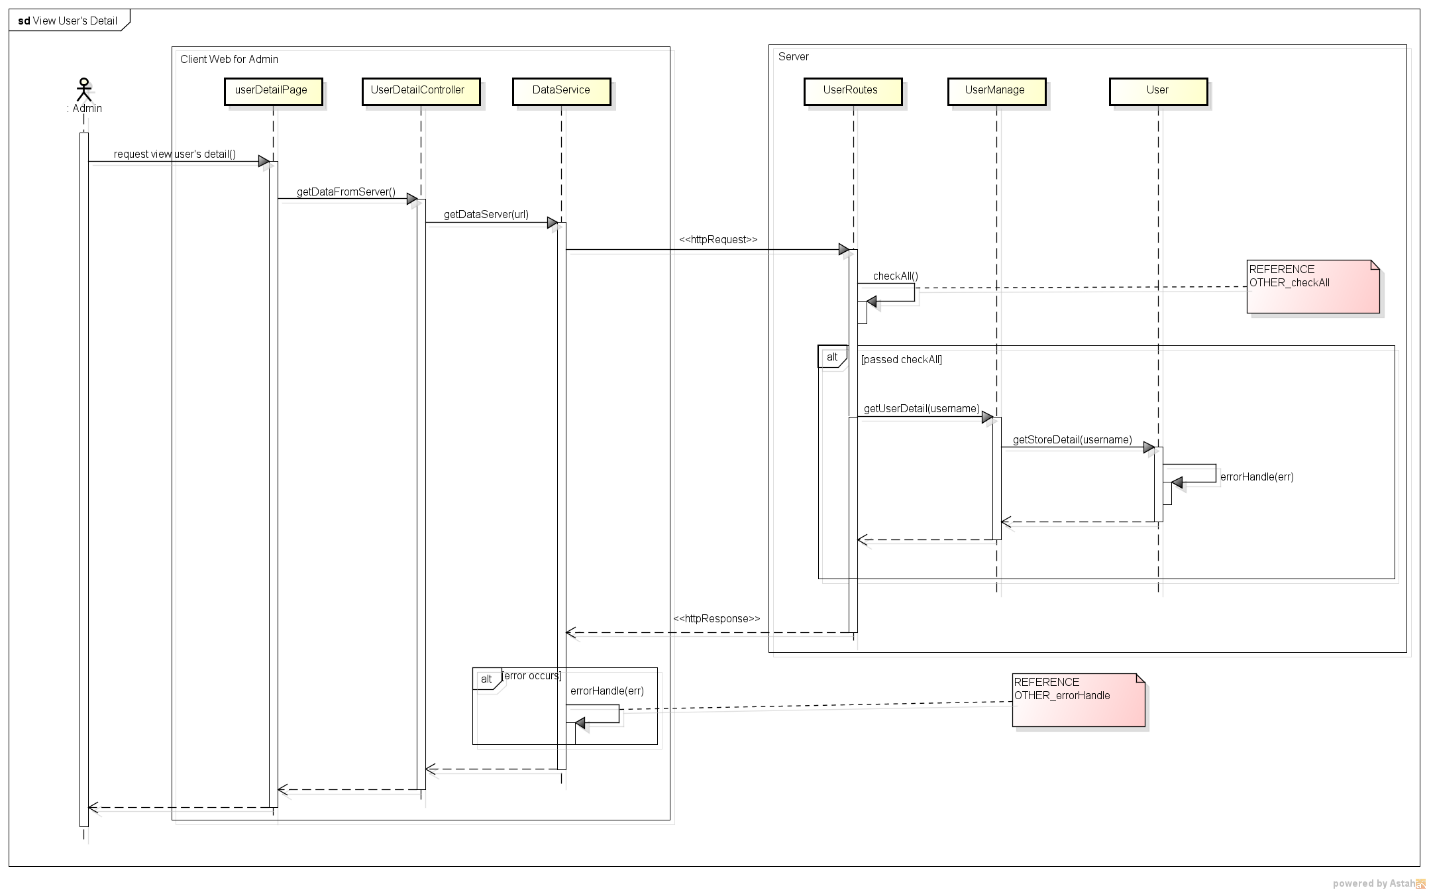 sd View User's Detail
Client Web for Admin
Server
userDetailPage
UserDetailController
DataService
UserRoutes
UserManage
User
: Admin
request view user's detail()
getDataFromServer()
getDataServer(url)
<<httpRequest>>
checkAll()
REFERENCE
OTHER_checkAll
alt
[passed checkAll]
getUserDetail(username)
getStoreDetail(username)
errorHandle(err)
<<httpResponse>>
alt
[error occurs]
errorHandle(err)
REFERENCE
OTHER_errorHandle
powered by Astah